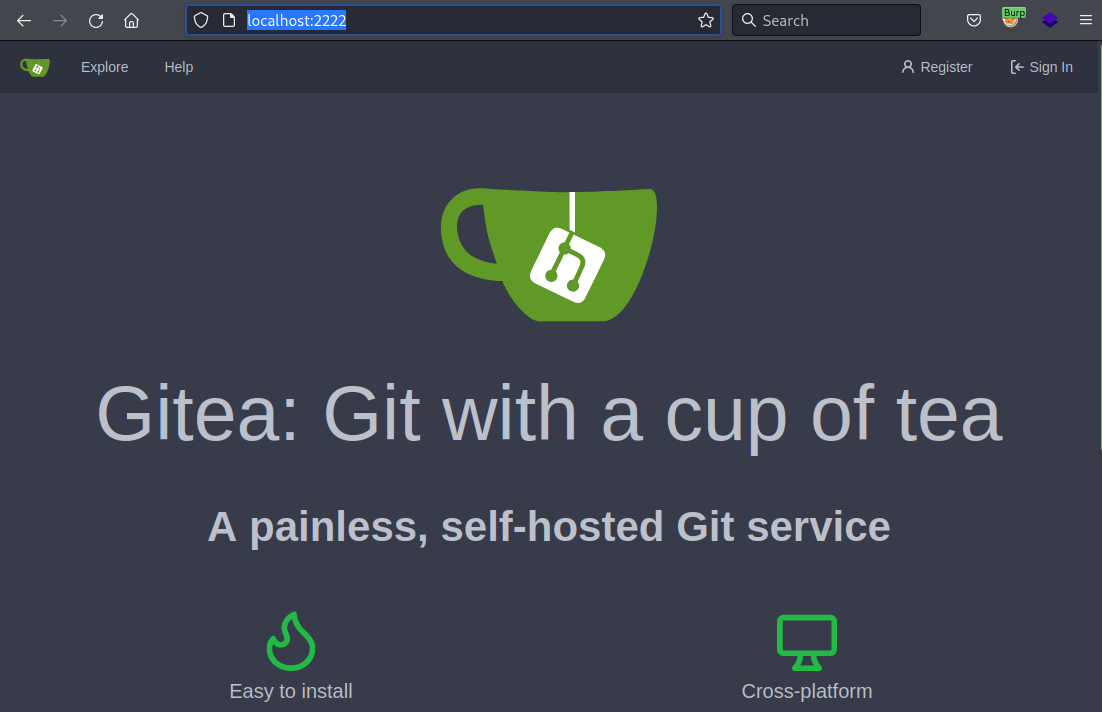 localhost:2222
Search
Burp
Explore
Help
Register
Sign In
Gitea: Git with a cup of tea
A painless, self-hosted Git service
Easy to install
Cross-platform